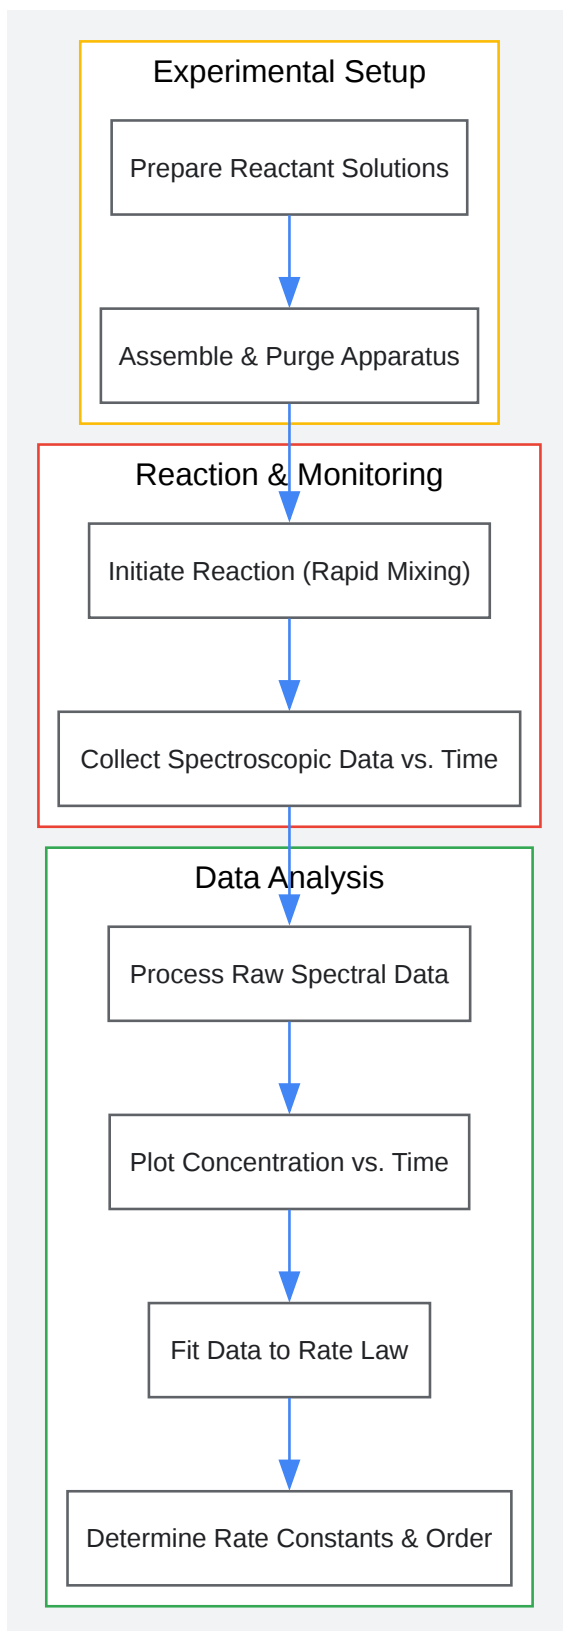 Experimental Setup
Prepare Reactant Solutions
Assemble & Purge Apparatus
Reaction & Monitoring
Initiate Reaction (Rapid Mixing)
Collect Spectroscopic Data vs. Time
Data Analysis
Process Raw Spectral Data
Plot Concentration vs. Time
Fit Data to Rate Law
Determine Rate Constants & Order